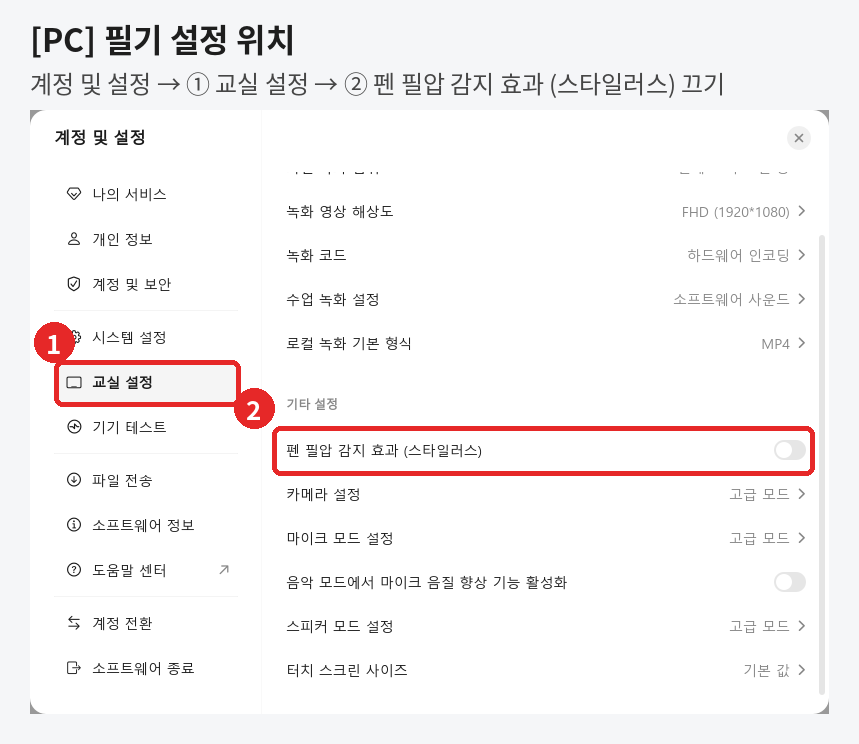 [PC] 필기 설정 위치
계정 및 설정 → ① 교실 설정 → ② 펜 필압 감지 효과 (스타일러스) 끄기
계정 및 설정
나의 서비스
개인 정보
계정 및 보안
시스템 설정
1
교실 설정
2
기기 테스트
파일 전송
소프트웨어 정보
도움말 센터
계정 전환
소프트웨어 종료
녹화 영상 해상도 FHD (1920*1080)
녹화 코드 하드웨어 인코딩
수업 녹화 설정 소프트웨어 사운드
로컬 녹화 기본 형식 MP4
기타 설정
펜 필압 감지 효과 (스타일러스)
카메라 설정 고급 모드
마이크 모드 설정 고급 모드
음악 모드에서 마이크 음질 향상 기능 활성화
스피커 모드 설정 고급 모드
터치 스크린 사이즈 기본 값